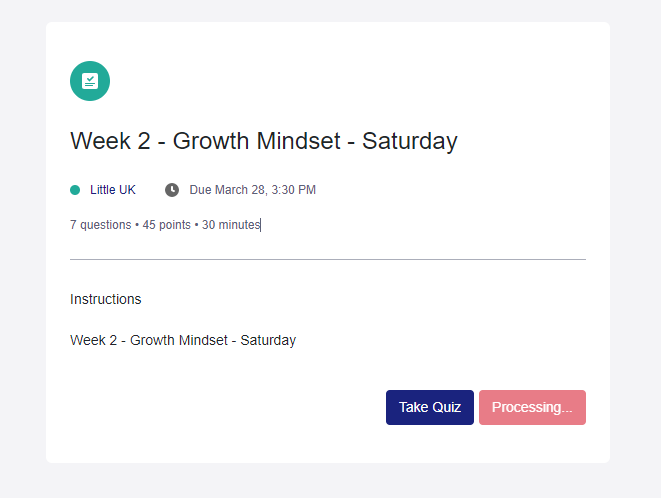 Week 2 - Growth Mindset - Saturday
Little UK Due March 28, 3:30 PM
7 questions • 45 points • 30 minutes
Instructions
Week 2 - Growth Mindset - Saturday
Take Quiz Processing...